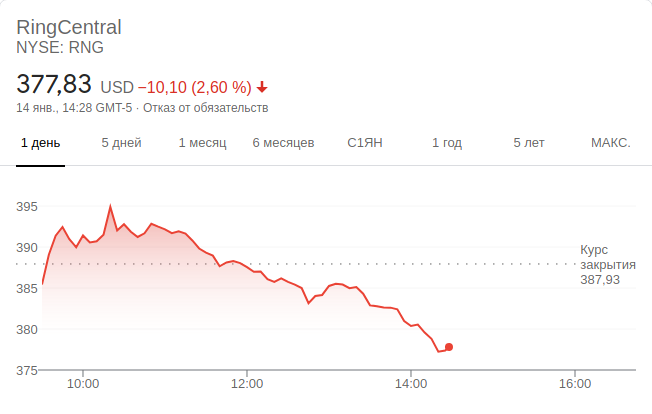 RingCentral
NYSE: RNG
377,83 USD −10,10 (2,60 %)
14 янв., 14:28 GMT-5 · Отказ от обязательств
1 день 5 дней 1 месяц 6 месяцев С1ЯН 1 год 5 лет МАКС.
395
390
Курс
закрытия
387,93
385
380
375
10:00 12:00 14:00 16:00